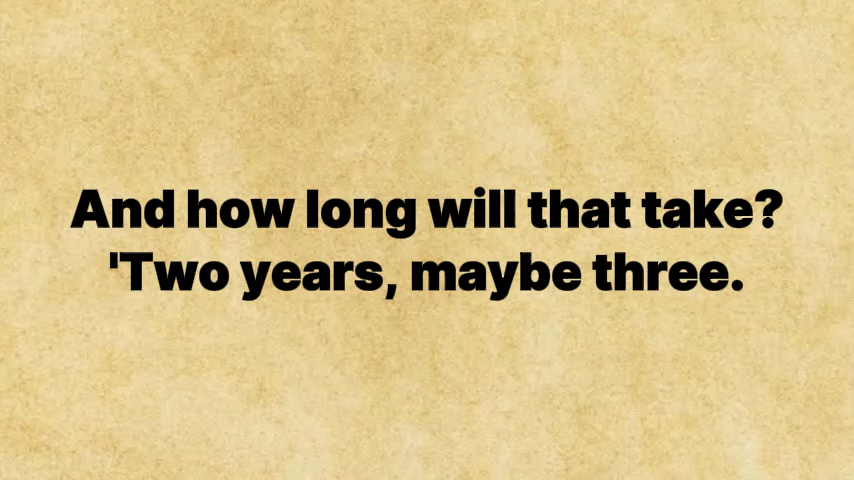 And how long will that take?
'Two years, maybe three.